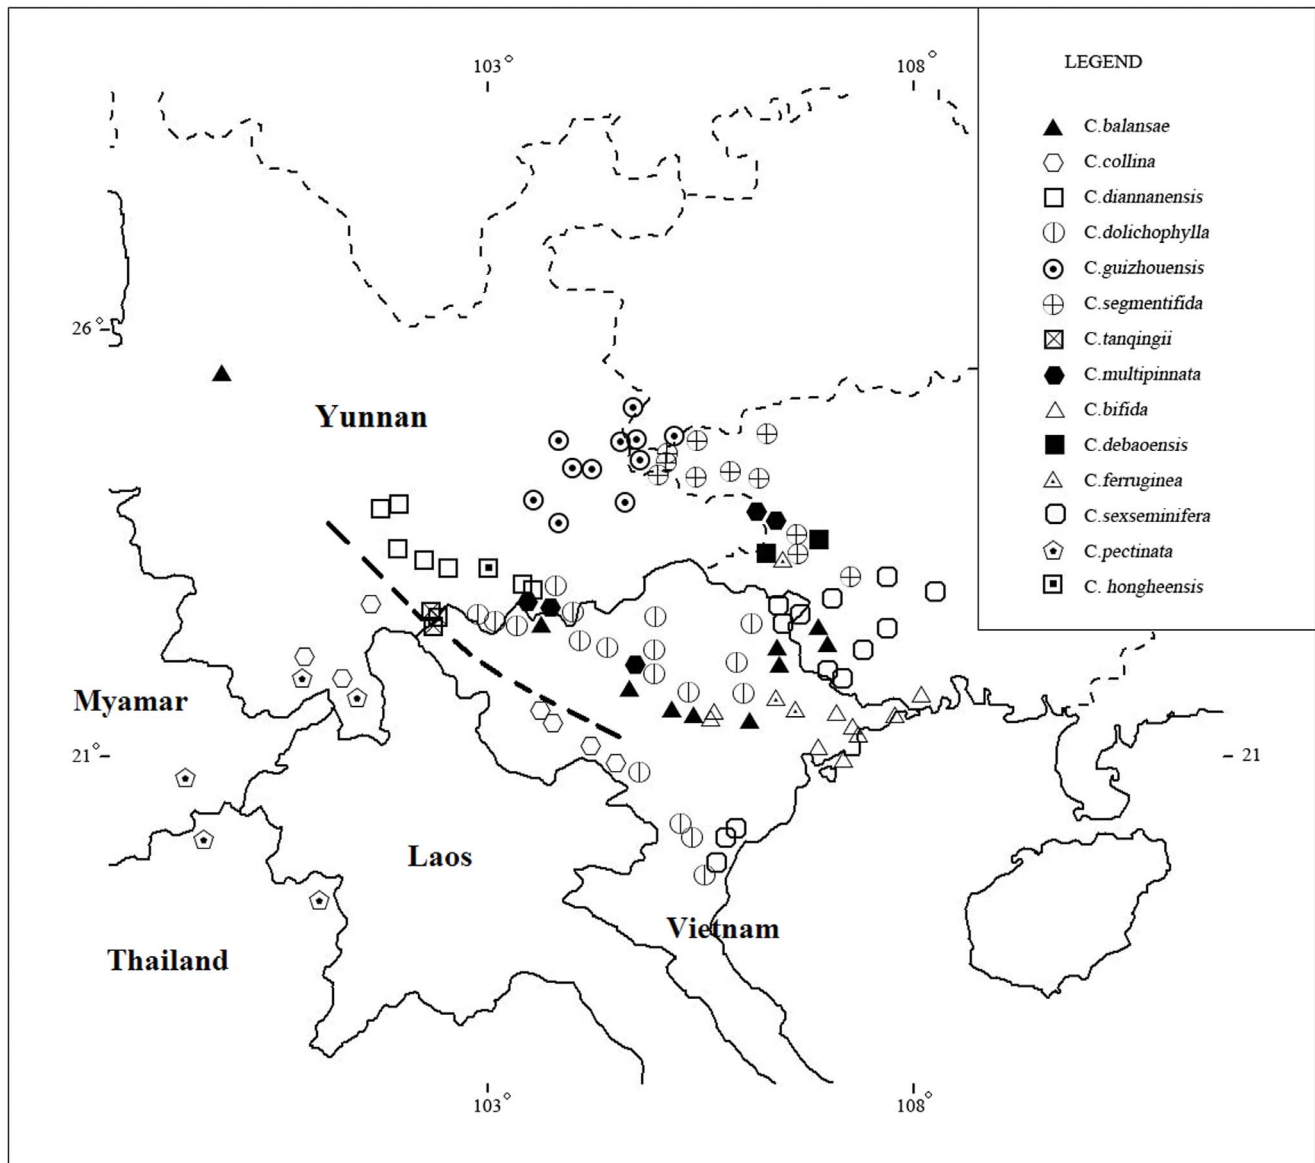 103°
108°
LEGEND
C.balansae
C.collina
C.diannanensis
C.dolichophylla
C.guizhouensis
C.segmentifida
C.tanqingii
C.multipinnata
C.bifida
C.debaoensis
C.ferruginea
C.sexseminifera
C.pectinata
C. hongheensis
26°
Yunnan
Myamar
21°
21
Laos
Vietnam
Thailand
103°
108°